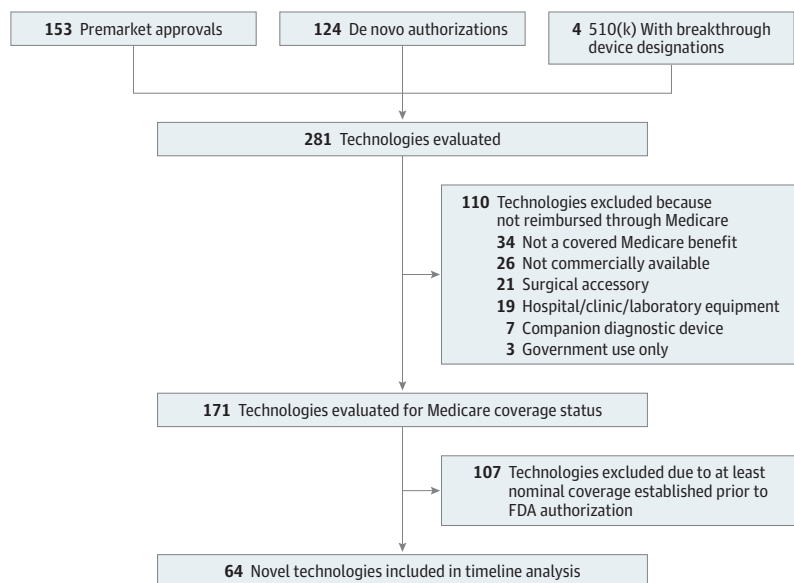 153 Premarket approvals
124 De novo authorizations
4 510(k) With breakthrough
device designations
281 Technologies evaluated
110 Technologies excluded because
not reimbursed through Medicare
34 Not a covered Medicare benefit
26 Not commercially available
21 Surgical accessory
19 Hospital/clinic/laboratory equipment
7 Companion diagnostic device
3 Government use only
171 Technologies evaluated for Medicare coverage status
107 Technologies excluded due to at least
nominal coverage established prior to
FDA authorization
64 Novel technologies included in timeline analysis